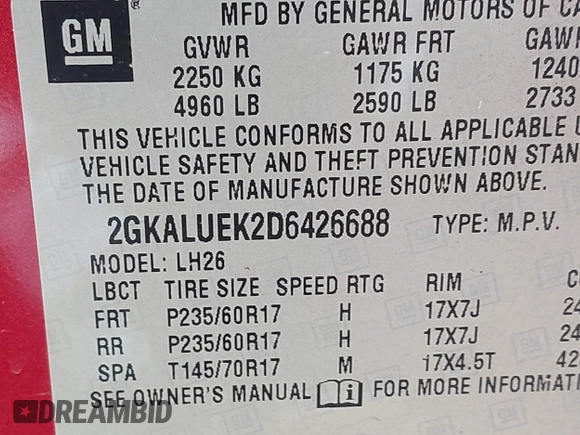 GM ®
MFD BY GENERAL MOTORS OF CA
GVWR GAWR FRT GAW
2250 KG 1175 KG 1240
4960 LB 2590 LB 2733
THIS VEHICLE CONFORMS TO ALL APPLICABLE
VEHICLE SAFETY AND THEFT PREVENTION STAN
THE DATE OF MANUFACTURE SHOWN ABOVE.
2GKALUEK2D6426688 TYPE: M.P.V.
MODEL: LH26
LBCT TIRE SIZE SPEED RTG RIM C
FRT P235/60R17 H 17X7J 24
RR P235/60R17 H 17X7J 24
SPA T145/70R17 M 17X4.5T 42
SEE OWNER'S MANUAL i FOR MORE INFORMATI
DREAMBID